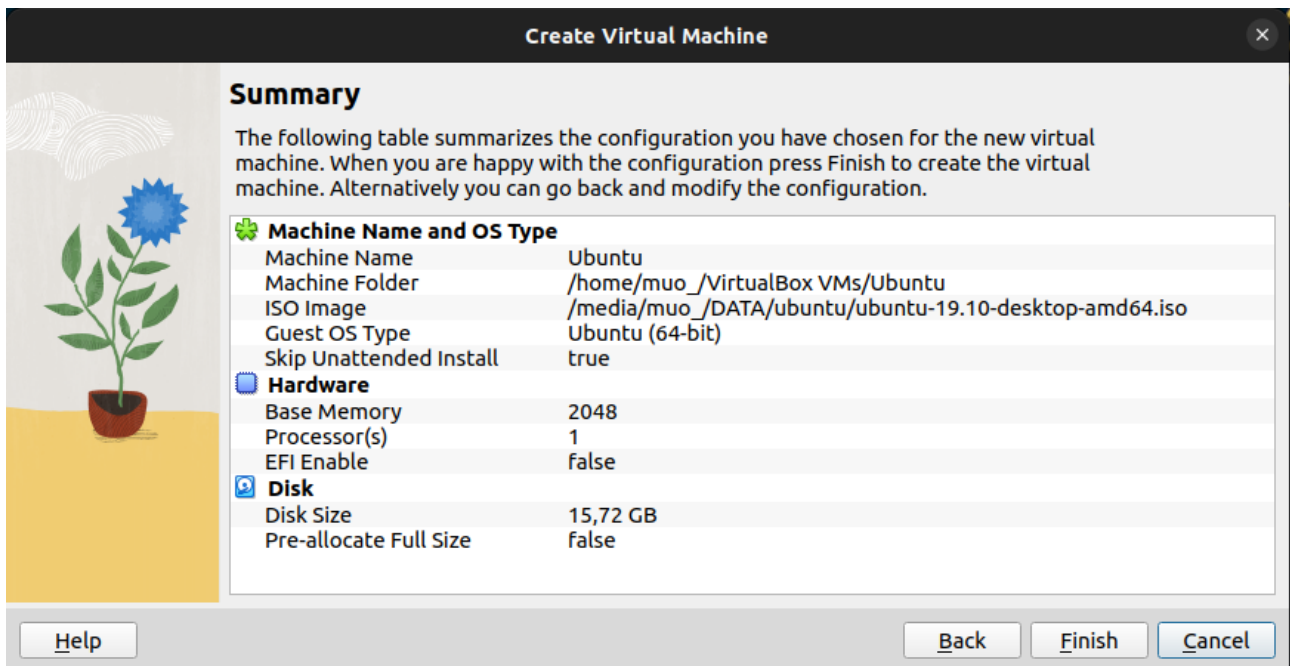 Create Virtual Machine
Summary
The following table summarizes the configuration you have chosen for the new virtual
machine. When you are happy with the configuration press Finish to create the virtual
machine. Alternatively you can go back and modify the configuration.
Machine Name and OS Type
Machine Name Ubuntu
Machine Folder /home/muo_/VirtualBox VMs/Ubuntu
ISO Image /media/muo_/DATA/ubuntu/ubuntu-19.10-desktop-amd64.iso
Guest OS Type Ubuntu (64-bit)
Skip Unattended Install true
Hardware
Base Memory 2048
Processor(s) 1
EFI Enable false
Disk
Disk Size 15,72 GB
Pre-allocate Full Size false
Help Back Finish Cancel